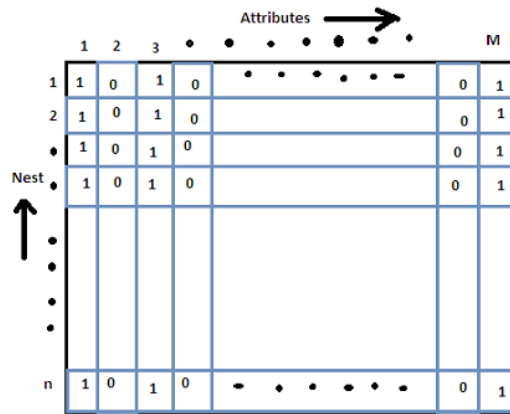 Attributes
1 2 3 M
1 1 0 1 0 0 1
2 1 0 1 0 0 1
1 0 1 0 0 1
Nest 1 0 1 0 0 1
n 1 0 1 0 0 1